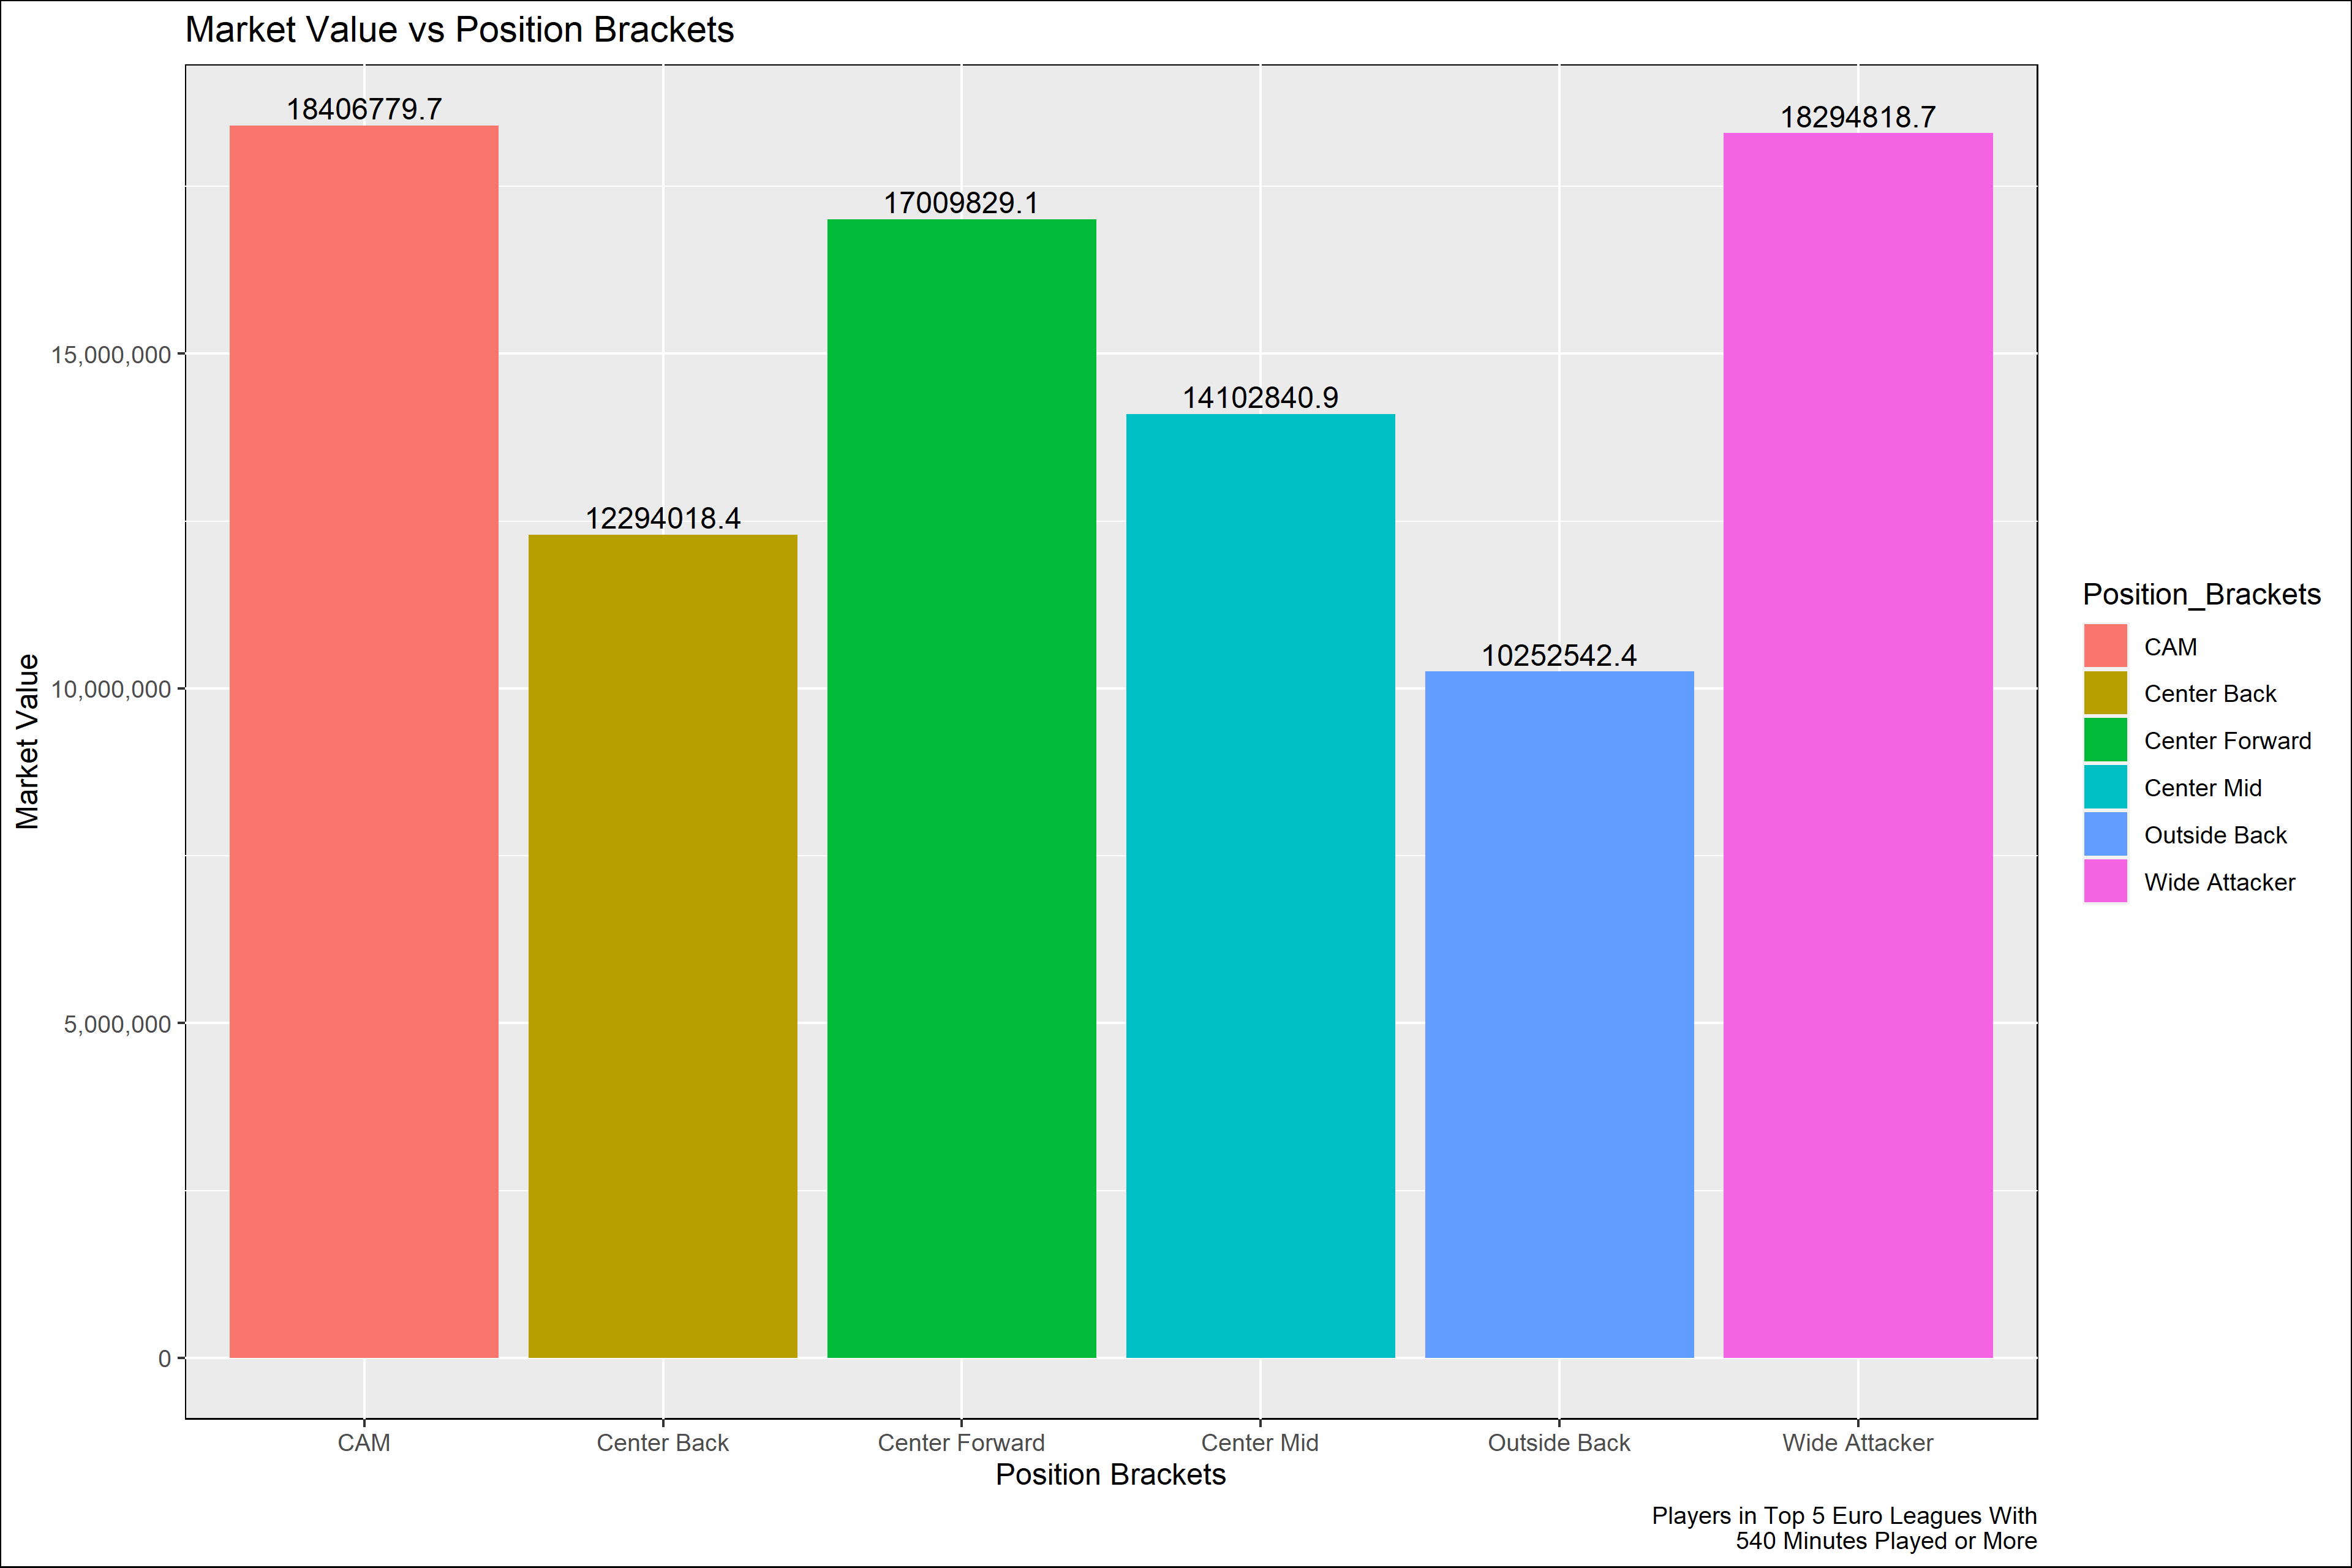 Market Value vs Position Brackets
18406779.7
12294018.4
17009829.1
14102840.9
10252542.4
18294818.7
15,000,000
10,000,000
5,000,000
0
Market Value
CAM
Center Back
Center Forward
Center Mid
Outside Back
Wide Attacker
Position Brackets
Position_Brackets
CAM
Center Back
Center Forward
Center Mid
Outside Back
Wide Attacker
Players in Top 5 Euro Leagues With
540 Minutes Played or More